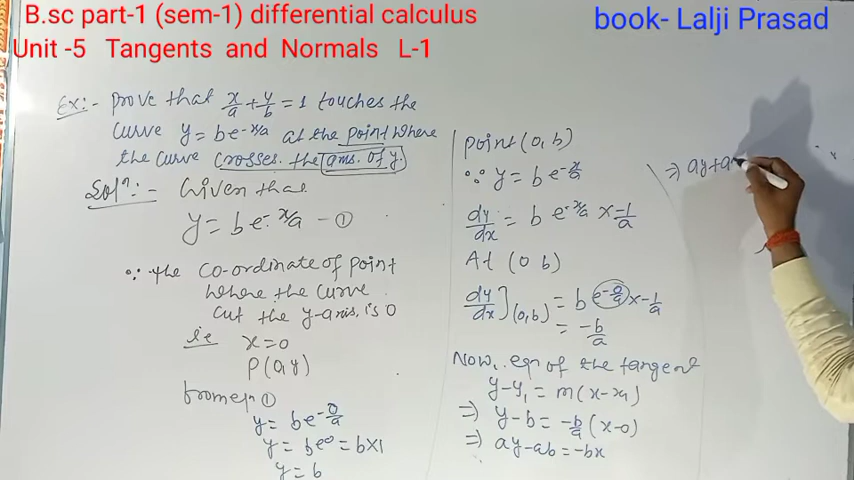 B.sc part-1 (sem-1) differential calculus
Unit -5 Tangents and Normals L-1
book- Lalji Prasad
Ex:- prove that x/a + y/b = 1 touches the
curve y = be^-x/a at the point where
the curve crosses the axis of y.
Solⁿ:- Given that
y = be^-x/a - ①
∵ the co-ordinate of point
where the curve
cut the y-axis. is 0
ie x = 0
P(0,y)
from eqⁿ ①
y = be^-0/a
y = be^0 = b×1
y = b
point (0, b)
∵ y = be^-x/a
dy/dx = b e^-x/a × -1/a
At (0 b)
dy/dx](0,b) = b e^-0/a × -1/a
= -b/a
Now, eqⁿ of the tangent
y-y₁ = m(x-x₁)
⇒ y-b = -b/a (x-0)
⇒ ay-ab = -bx
⇒ ay+